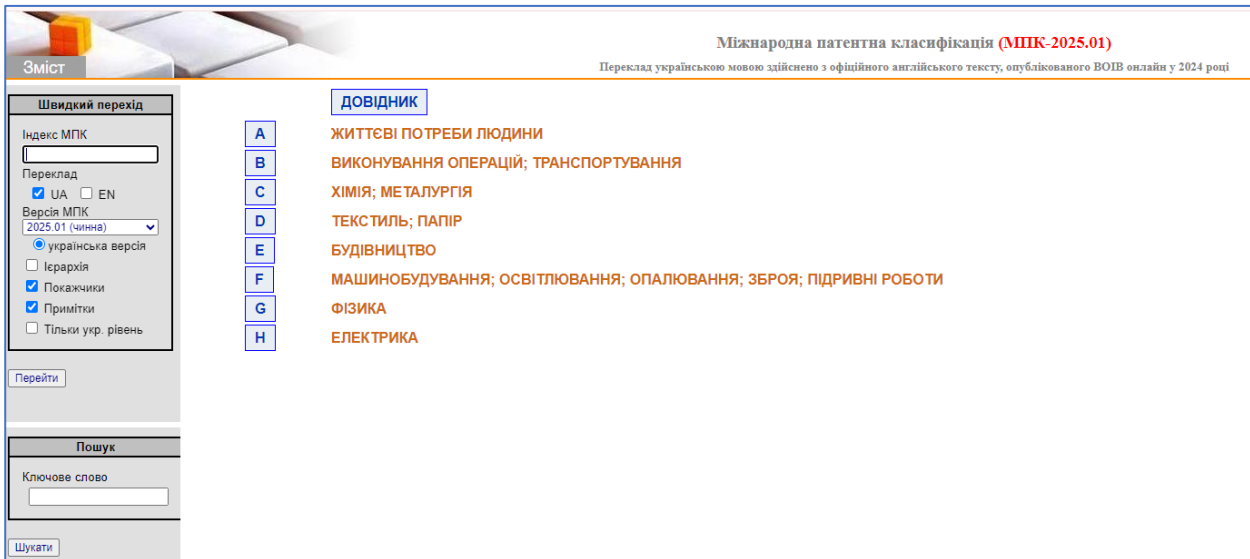 Міжнародна патентна класифікація (МПК-2025.01)
Зміст
Переклад українською мовою здійснено з офіційного англійського тексту, опублікованого ВОІВ онлайн у 2024 році
Швидкий перехід
Індекс МПК
Переклад
UA EN
Версія МПК
2025.01 (чинна)
українська версія
Ієрархія
Покажчики
Примітки
Тільки укр. рівень
Перейти
Пошук
Ключове слово
Шукати
ДОВІДНИК
A ЖИТТЄВІ ПОТРЕБИ ЛЮДИНИ
B ВИКОНУВАННЯ ОПЕРАЦІЙ; ТРАНСПОРТУВАННЯ
C ХІМІЯ; МЕТАЛУРГІЯ
D ТЕКСТИЛЬ; ПАПІР
E БУДІВНИЦТВО
F МАШИНОБУДУВАННЯ; ОСВІТЛЮВАННЯ; ОПАЛЮВАННЯ; ЗБРОЯ; ПІДРИВНІ РОБОТИ
G ФІЗИКА
H ЕЛЕКТРИКА